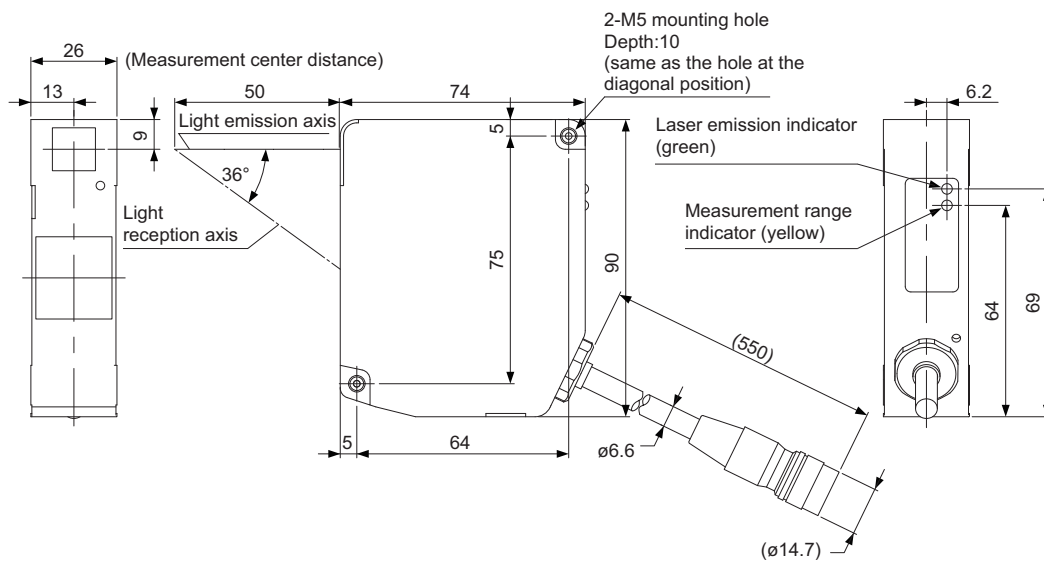 26
(Measurement center distance)
13
9
50
74
5
Light emission axis
36°
Light
reception axis
2-M5 mounting hole
Depth:10
(same as the hole at the
diagonal position)
75
90
5
64
(550)
ø6.6
(ø14.7)
6.2
Laser emission indicator
(green)
Measurement range
indicator (yellow)
64
69